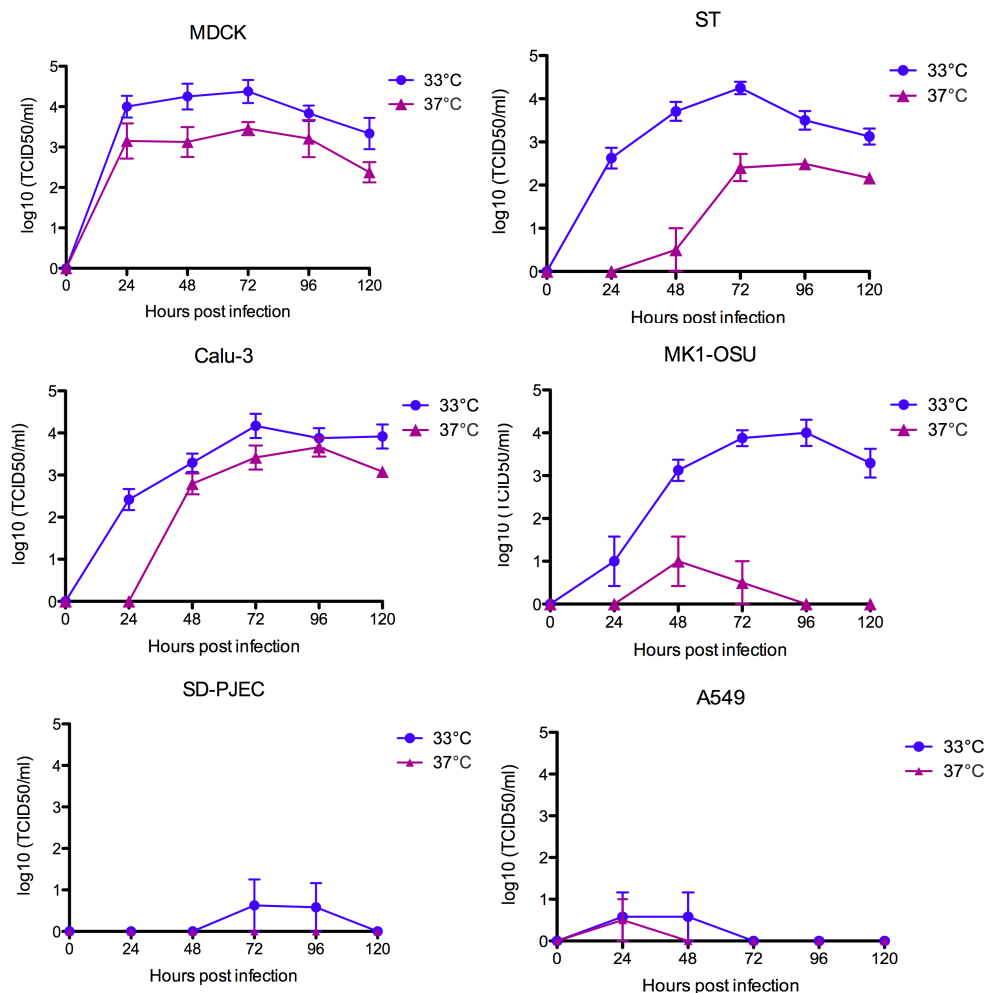 MDCK
5
4
3
2
1
0
log10 (TCID50/ml)
33°C
37°C
0 24 48 72 96 120
Hours post infection
ST
5
4
3
2
1
0
log10 (TCID50/ml)
33°C
37°C
0 24 48 72 96 120
Hours post infection
Calu-3
5
4
3
2
1
0
log10 (TCID50/ml)
33°C
37°C
0 24 48 72 96 120
Hours post infection
MK1-OSU
5
4
3
2
1
0
log10 (TCID50/ml)
33°C
37°C
0 24 48 72 96 120
Hours post infection
SD-PJEC
5
4
3
2
1
0
log10 (TCID50/ml)
33°C
37°C
0 24 48 72 96 120
Hours post infection
A549
5
4
3
2
1
0
log10 (TCID50/ml)
33°C
37°C
0 24 48 72 96 120
Hours post infection